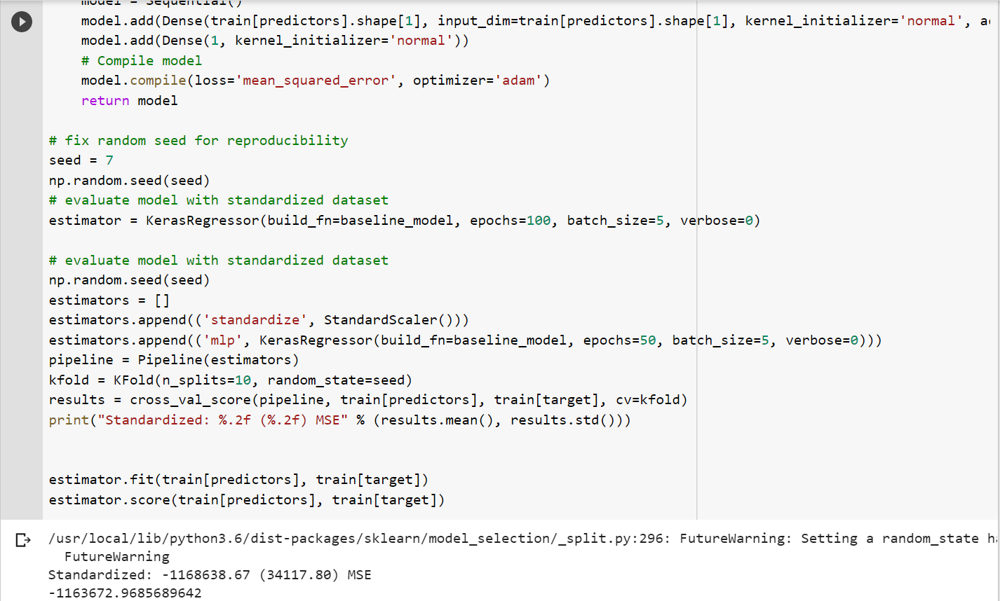 model = Sequential()
model.add(Dense(train[predictors].shape[1], input_dim=train[predictors].shape[1], kernel_initializer='normal',
model.add(Dense(1, kernel_initializer='normal'))
# Compile model
model.compile(loss='mean_squared_error', optimizer='adam')
return model
# fix random seed for reproducibility
seed = 7
np.random.seed(seed)
# evaluate model with standardized dataset
estimator = KerasRegressor(build_fn=baseline_model, epochs=100, batch_size=5, verbose=0)
# evaluate model with standardized dataset
np.random.seed(seed)
estimators = []
estimators.append(('standardize', StandardScaler()))
estimators.append(('mlp', KerasRegressor(build_fn=baseline_model, epochs=50, batch_size=5, verbose=0)))
pipeline = Pipeline(estimators)
kfold = KFold(n_splits=10, random_state=seed)
results = cross_val_score(pipeline, train[predictors], train[target], cv=kfold)
print("Standardized: %.2f (%.2f) MSE" % (results.mean(), results.std()))
estimator.fit(train[predictors], train[target])
estimator.score(train[predictors], train[target])
/usr/local/lib/python3.6/dist-packages/sklearn/model_selection/_split.py:296: FutureWarning: Setting a random_state
FutureWarning
Standardized: -1168638.67 (34117.80) MSE
-1163672.9685689642